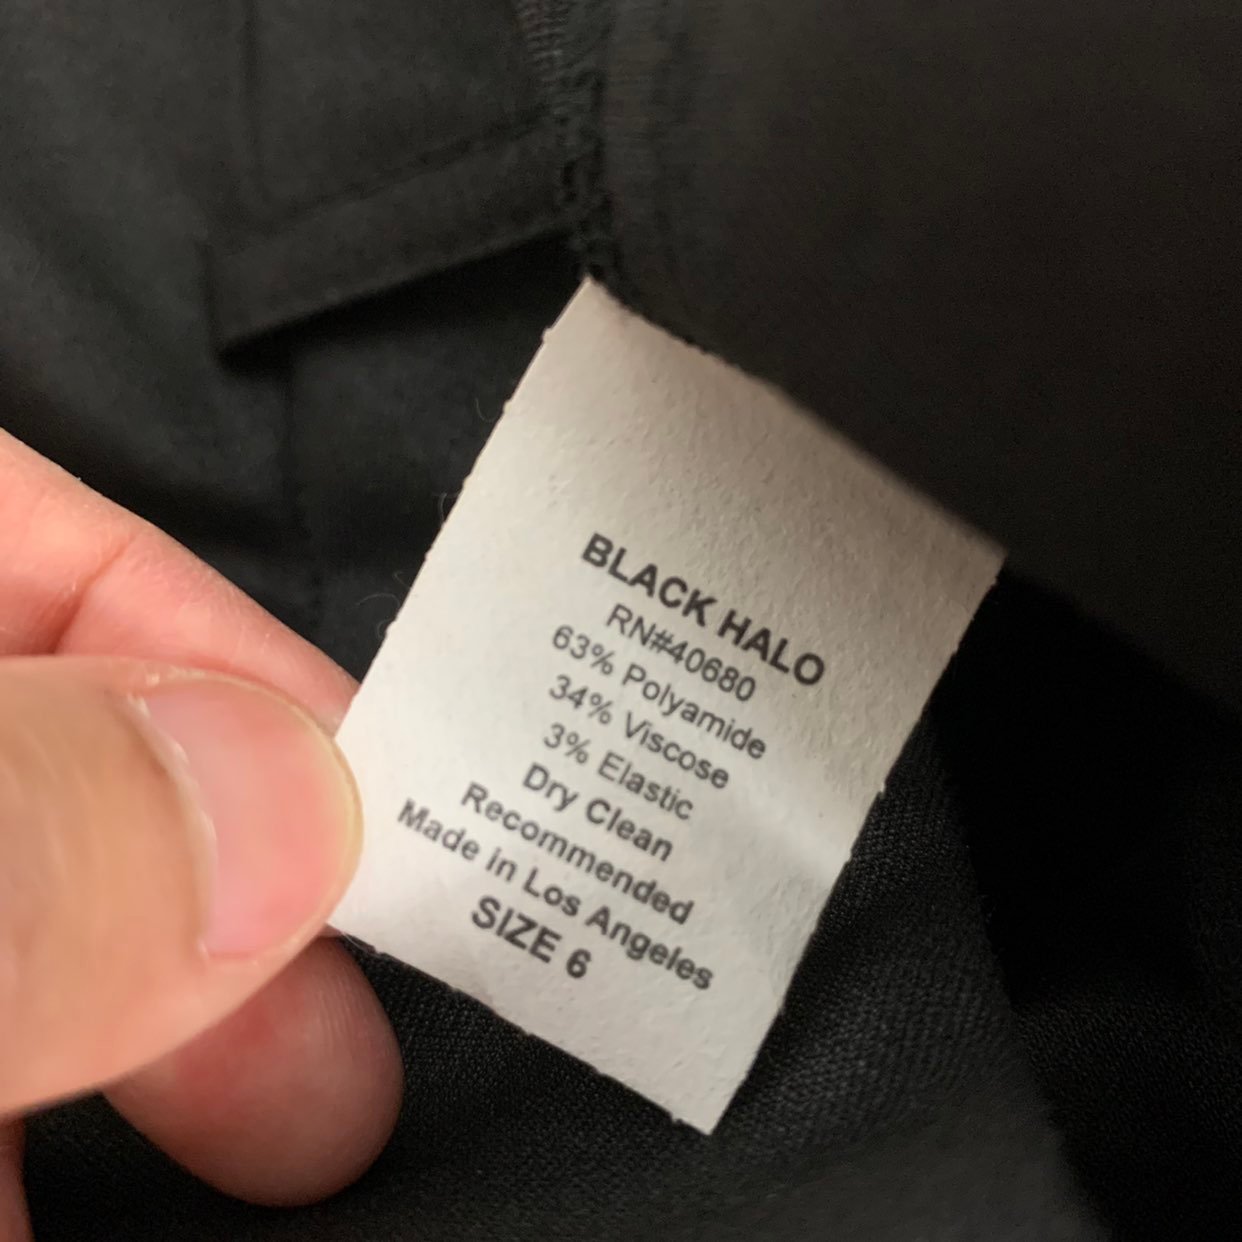 BLACK HALO
RN#40680
63% Polyamide
34% Viscose
3% Elastic
Dry Clean
Recommended
Made in Los Angeles
SIZE 6